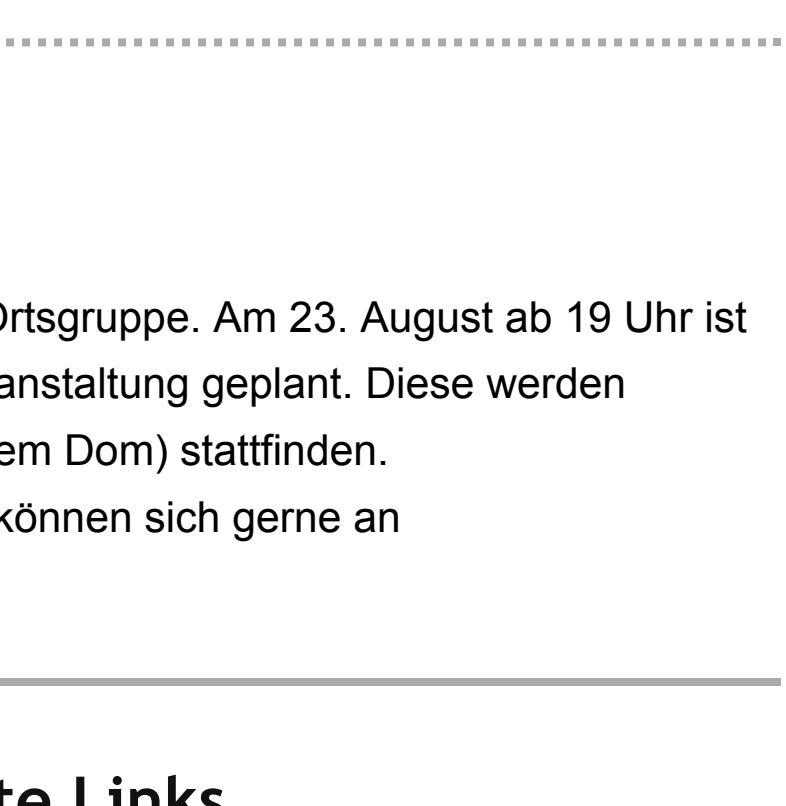 Ortsgruppe. Am 23. August ab 19 Uhr ist
anstaltung geplant. Diese werden
em Dom) stattfinden.
können sich gerne an
te Links